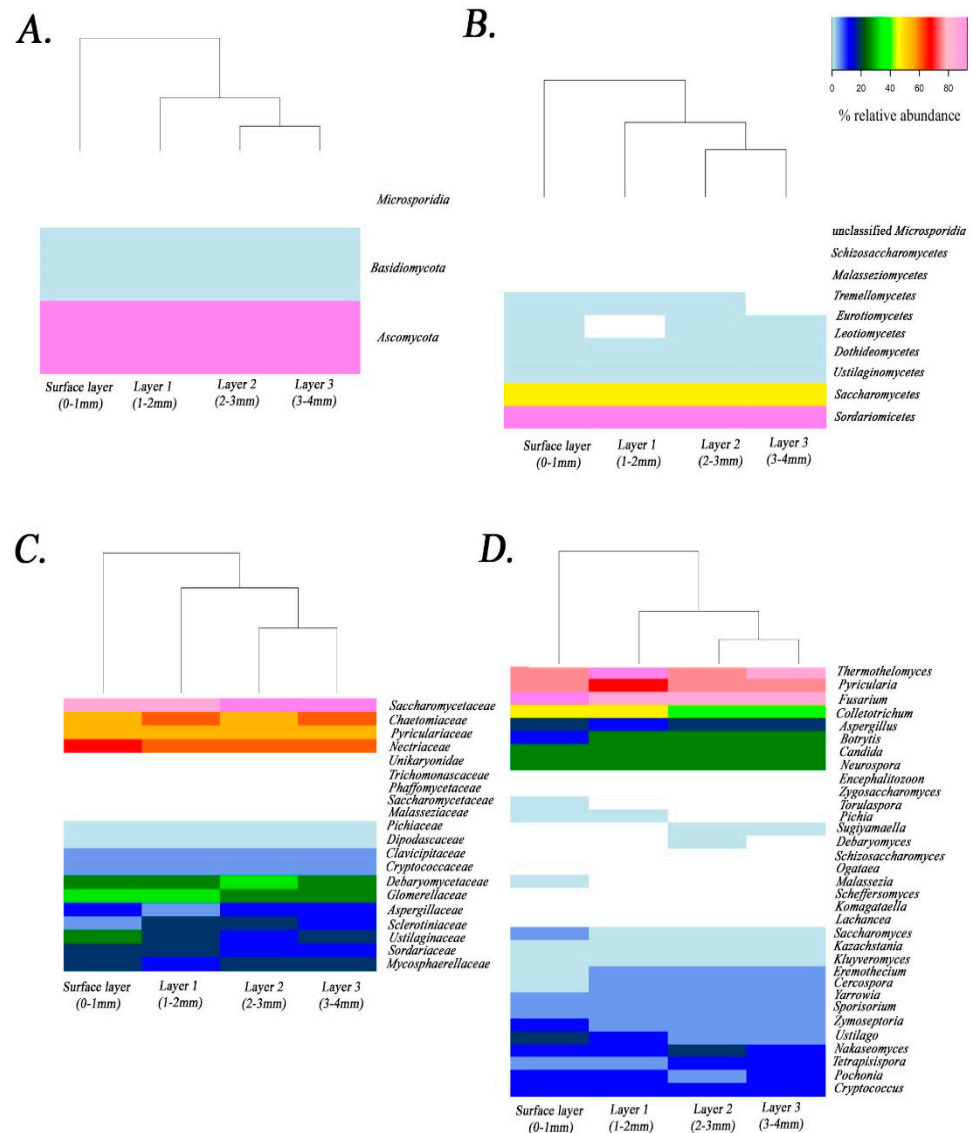 A.
B.
0 20 40 60 80
% relative abundance
Microsporidia
Basidiomycota
Ascomycota
Surface layer Layer 1 Layer 2 Layer 3
(0-1mm) (1-2mm) (2-3mm) (3-4mm)
unclassified Microsporidia
Schizosaccharomycetes
Malasseziomycetes
Tremellomycetes
Eurotiomycetes
Leotiomycetes
Dothideomycetes
Ustilaginomycetes
Saccharomycetes
Sordariomicetes
Surface layer Layer 1 Layer 2 Layer 3
(0-1mm) (1-2mm) (2-3mm) (3-4mm)
C.
Saccharomycetaceae
Chaetomiaceae
Pyriculariaceae
Nectriaceae
Unikaryonidae
Trichomonascaceae
Phaffomycetaceae
Saccharomycetaceae
Malasseziaceae
Pichiaceae
Dipodascaceae
Clavicipitaceae
Cryptococcaceae
Debaryomycetaceae
Glomerellaceae
Aspergillaceae
Sclerotiniaceae
Ustilaginaceae
Sordariaceae
Mycosphaerellaceae
Surface layer Layer 1 Layer 2 Layer 3
(0-1mm) (1-2mm) (2-3mm) (3-4mm)
D.
Thermothelomyces
Pyricularia
Fusarium
Colletotrichum
Aspergillus
Botrytis
Candida
Neurospora
Encephalitozoon
Zygosaccharomyces
Torulaspora
Pichia
Sugiyamaella
Debaryomyces
Schizosaccharomyces
Ogataea
Malassezia
Scheffersomyces
Komagataella
Lachancea
Saccharomyces
Kazachstania
Kluyveromyces
Eremothecium
Cercospora
Yarrowia
Sporisorium
Zymoseptoria
Ustilago
Nakaseomyces
Tetrapisispora
Pochonia
Cryptococcus
Surface layer Layer 1 Layer 2 Layer 3
(0-1mm) (1-2mm) (2-3mm) (3-4mm)